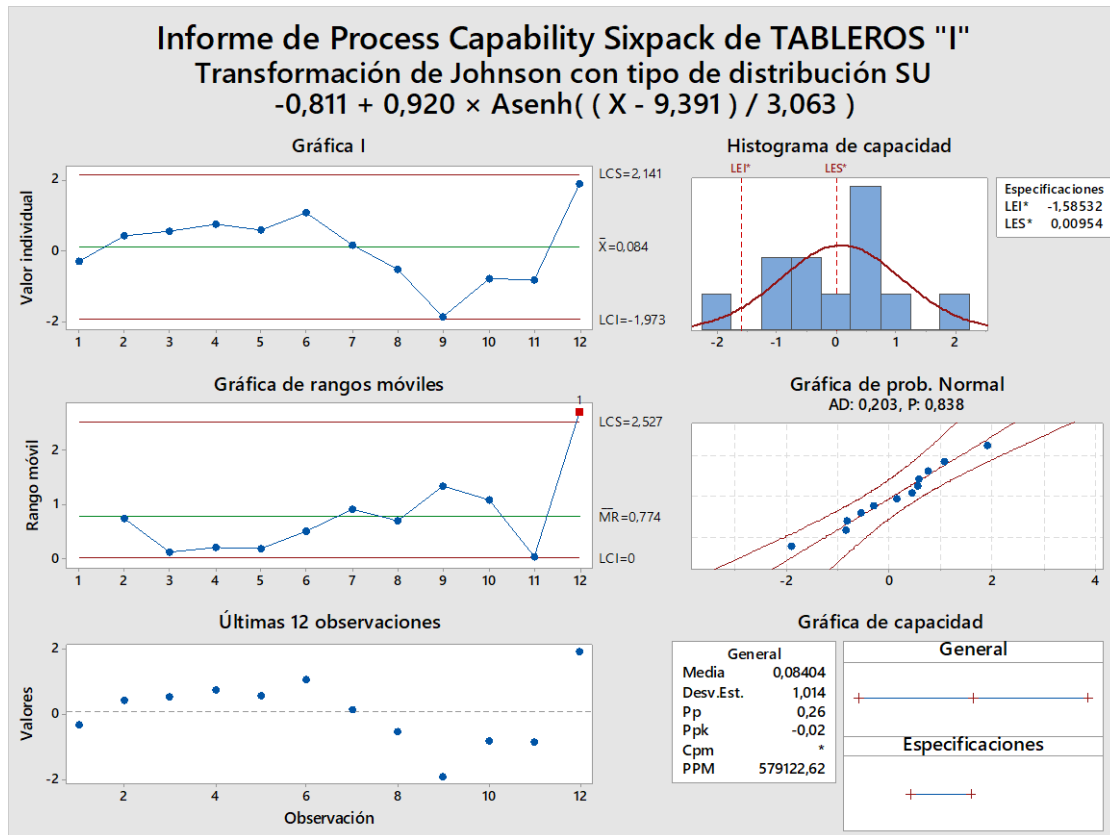 Informe de Process Capability Sixpack de TABLEROS "I"
Transformación de Johnson con tipo de distribución SU
-0,811 + 0,920 × Asenh( ( X - 9,391 ) / 3,063 )
Gráfica I
Valor individual
2
0
-2
1 2 3 4 5 6 7 8 9 10 11 12
LCS=2,141
X̅=0,084
LCI=-1,973
Histograma de capacidad
LEI* LES*
-2 -1 0 1 2
Especificaciones
LEI* -1,58532
LES* 0,00954
Gráfica de rangos móviles
Rango móvil
2
1
0
1
1 2 3 4 5 6 7 8 9 10 11 12
LCS=2,527
M̅R̅=0,774
LCI=0
Gráfica de prob. Normal
AD: 0,203, P: 0,838
-2 0 2 4
Últimas 12 observaciones
Valores
2
0
-2
2 4 6 8 10 12
Observación
Gráfica de capacidad
General
Media 0,08404
Desv.Est. 1,014
Pp 0,26
Ppk -0,02
Cpm *
PPM 579122,62
General
Especificaciones